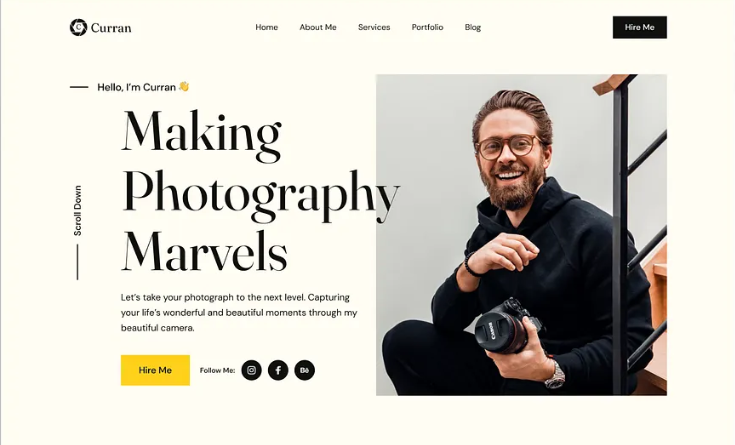 Curran
Home About Me Services Portfolio Blog
Hire Me
Hello, I'm Curran 👋
Making
Photography
Marvels
Scroll Down
Let's take your photograph to the next level. Capturing
your life's wonderful and beautiful moments through my
beautiful camera.
Hire Me
Follow Me:
Bē